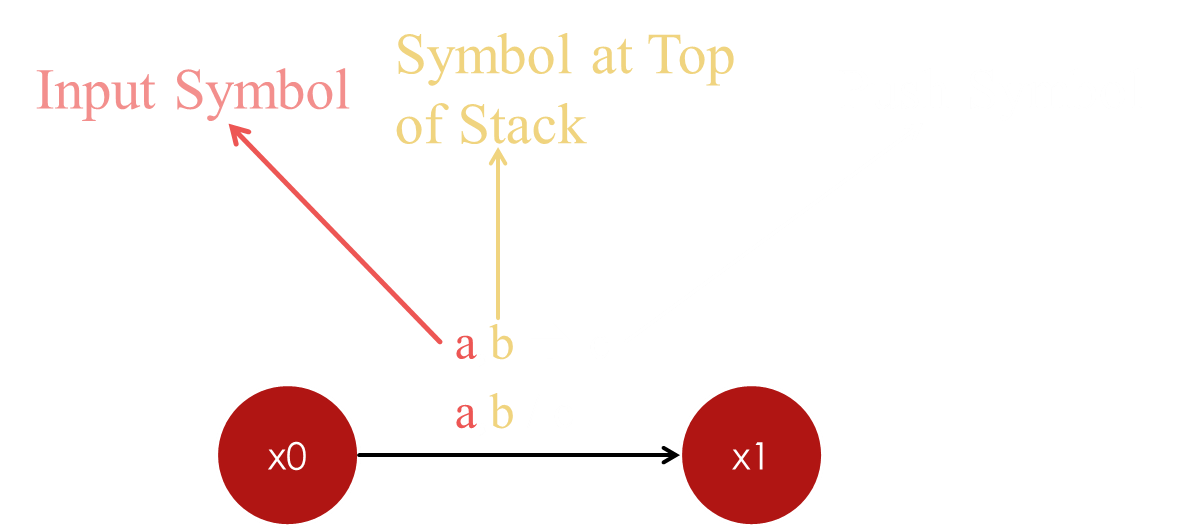 Input Symbol
Symbol at Top
of Stack
a b
a b
x0
x1